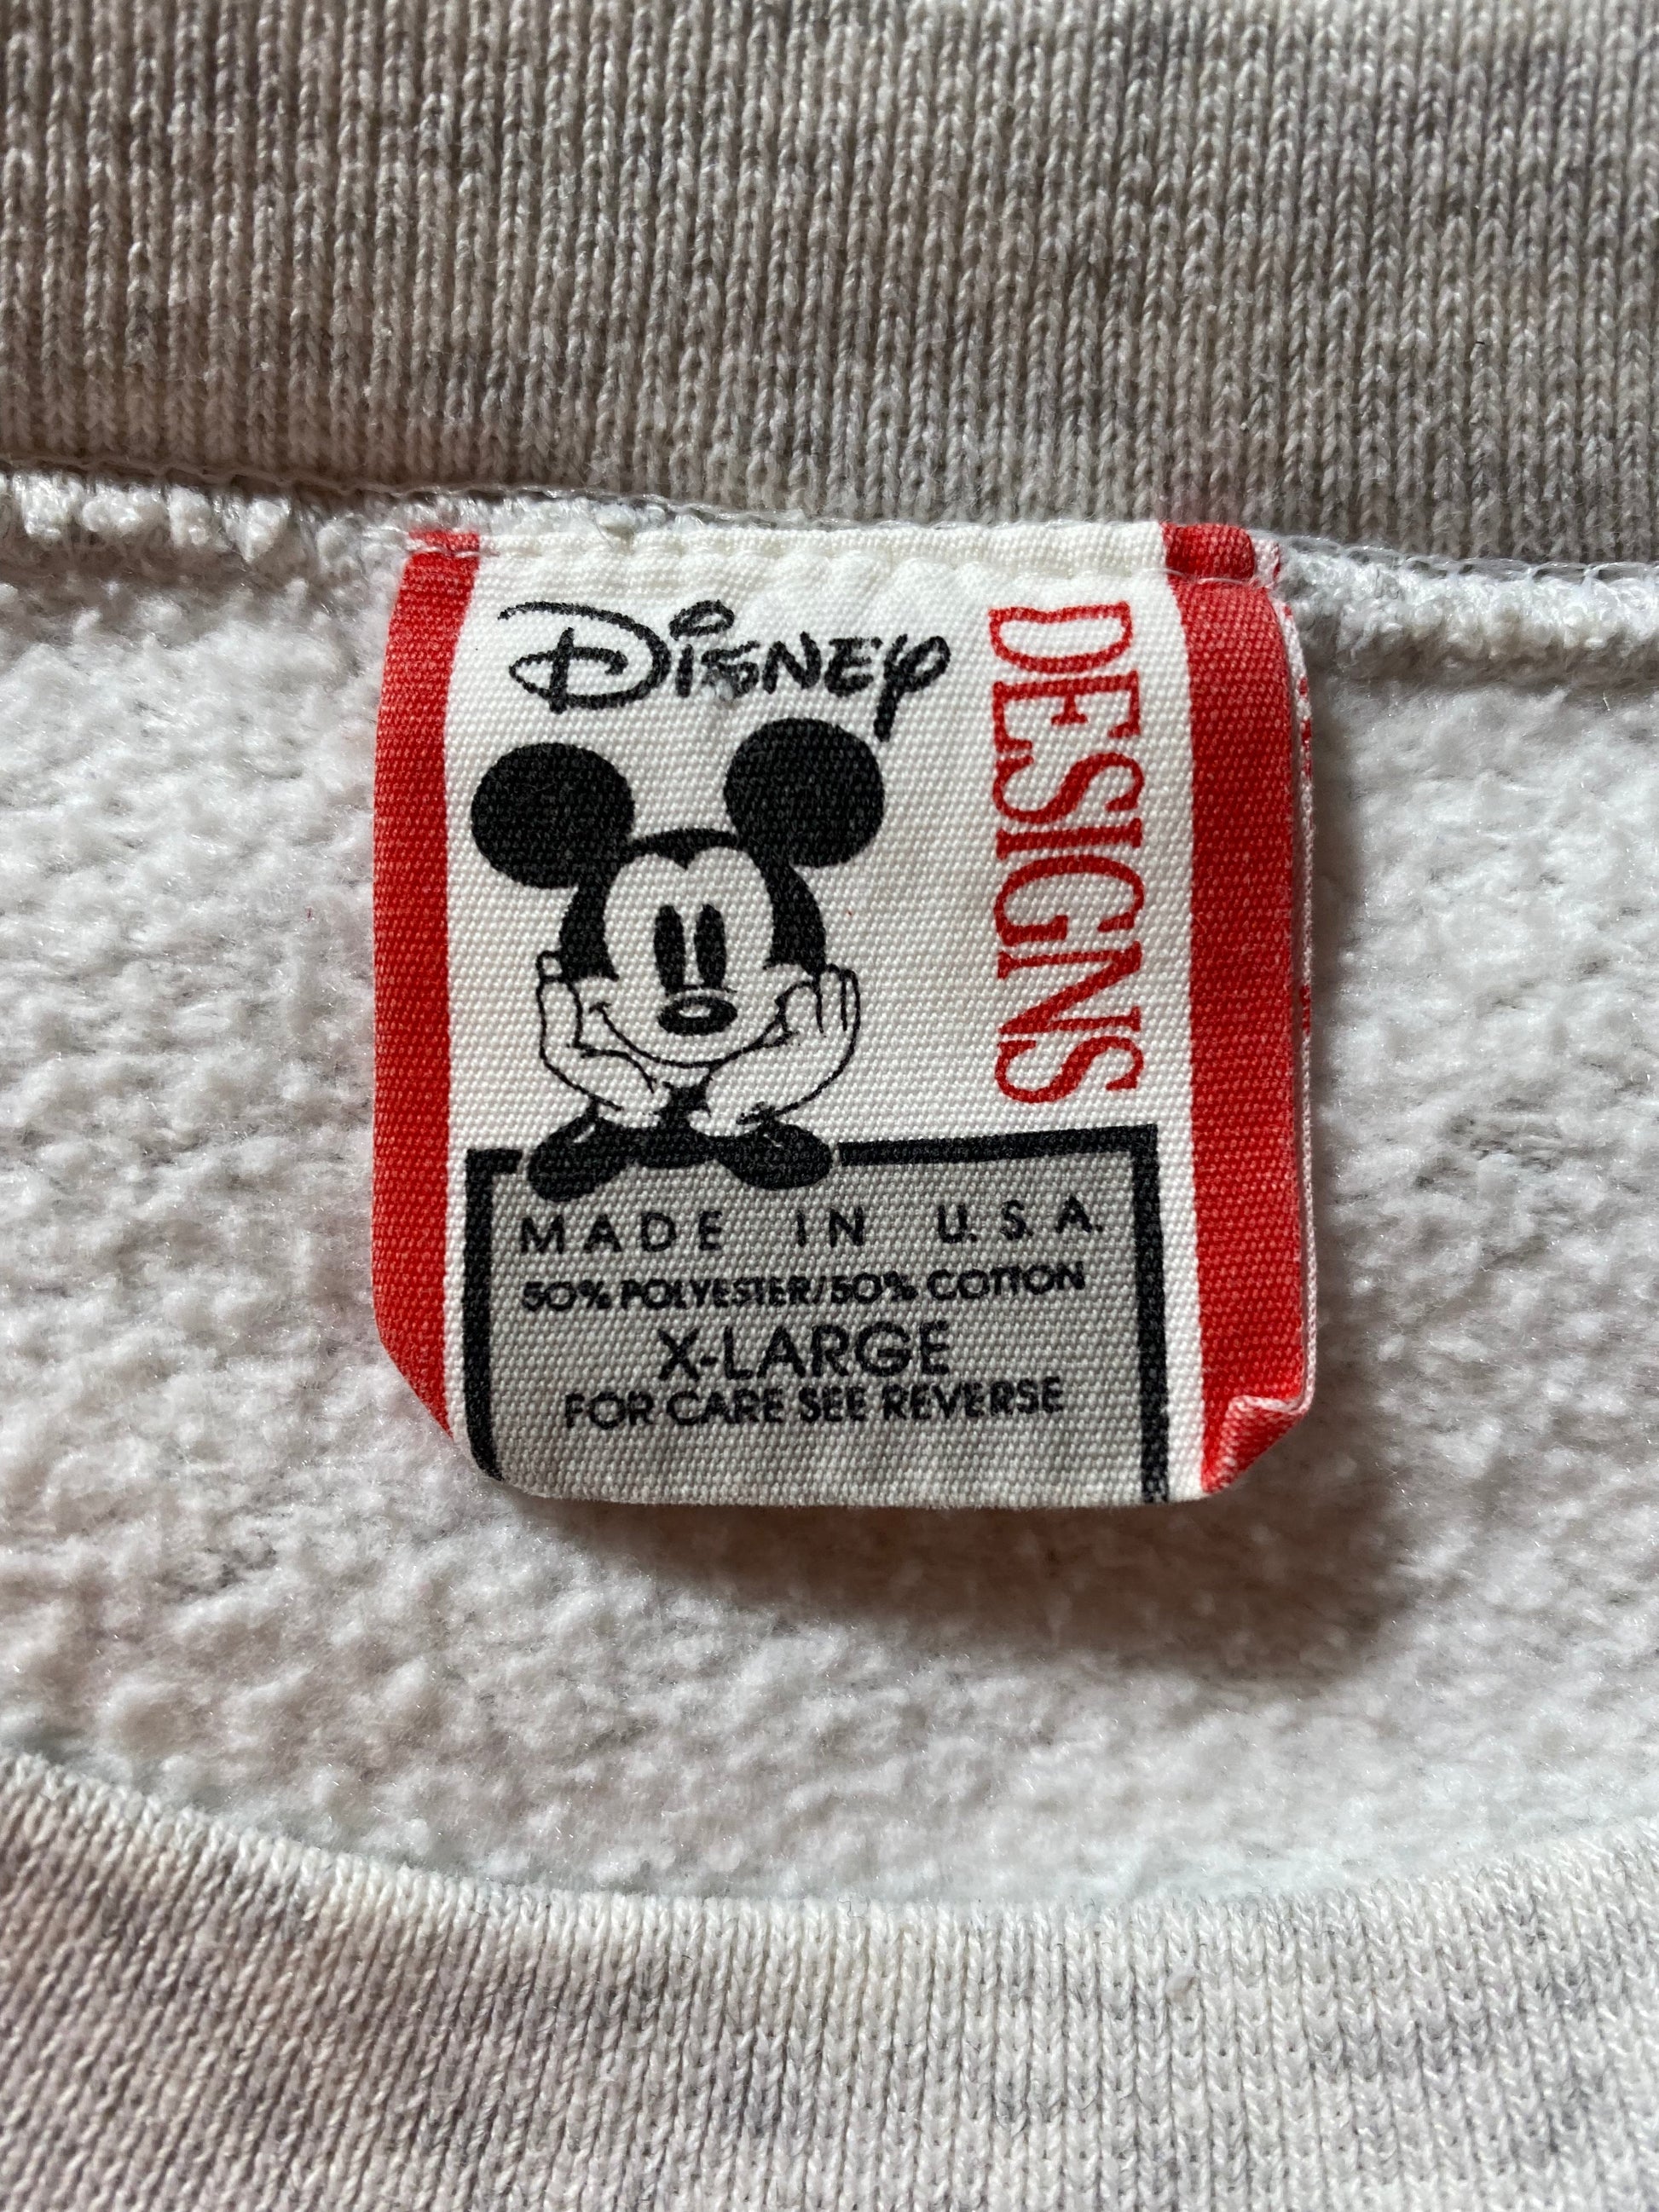 Disney
DESIGNS
MADE IN U.S.A.
50% POLYESTER/50% COTTON
X-LARGE
FOR CARE SEE REVERSE